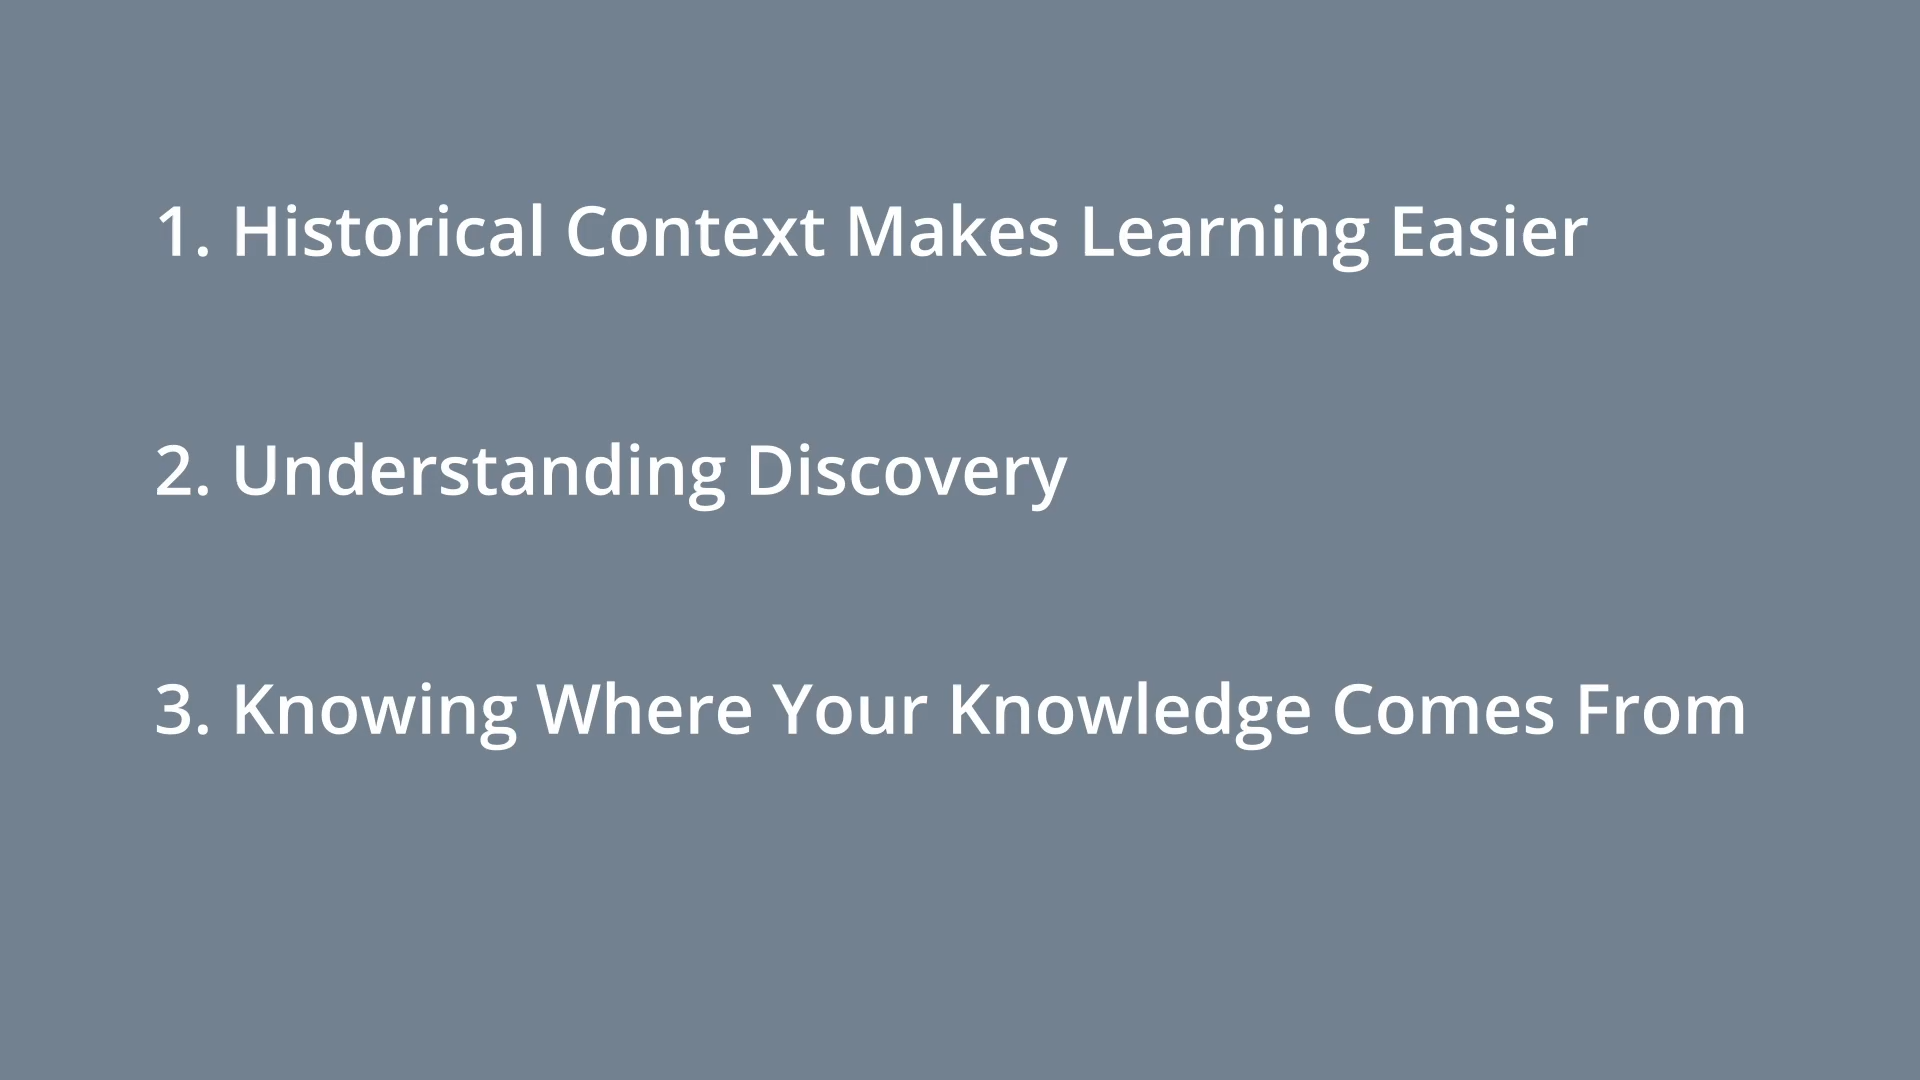 1. Historical Context Makes Learning Easier
2. Understanding Discovery
3. Knowing Where Your Knowledge Comes From